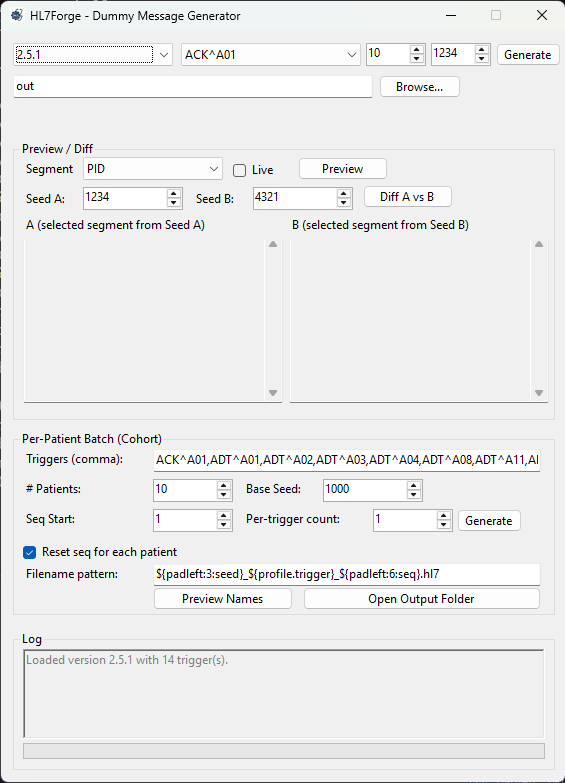 HL7Forge - Dummy Message Generator
2.5.1 ACK^A01 10 1234 Generate
out Browse...
Preview / Diff
Segment PID Live Preview
Seed A: 1234 Seed B: 4321 Diff A vs B
A (selected segment from Seed A) B (selected segment from Seed B)
Per-Patient Batch (Cohort)
Triggers (comma): ACK^A01,ADT^A01,ADT^A02,ADT^A03,ADT^A04,ADT^A08,ADT^A11,
# Patients: 10 Base Seed: 1000
Seq Start: 1 Per-trigger count: 1 Generate
Reset seq for each patient
Filename pattern: ${padleft:3:seed}_${profile.trigger}_${padleft:6:seq}.hl7
Preview Names Open Output Folder
Log
Loaded version 2.5.1 with 14 trigger(s).